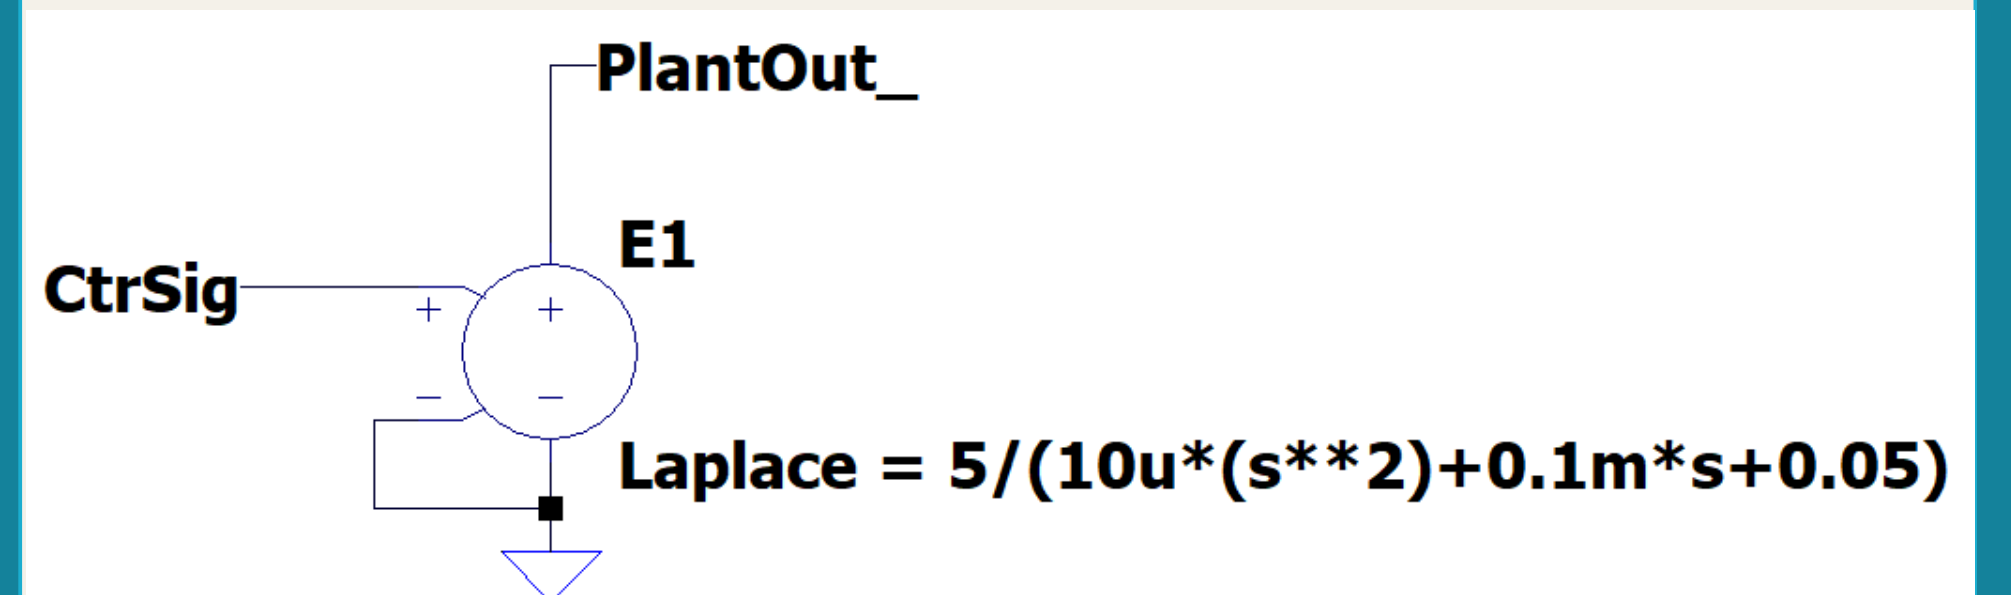 PlantOut_
E1
CtrSig
+ +
− −
Laplace = 5/(10u*(s**2)+0.1m*s+0.05)